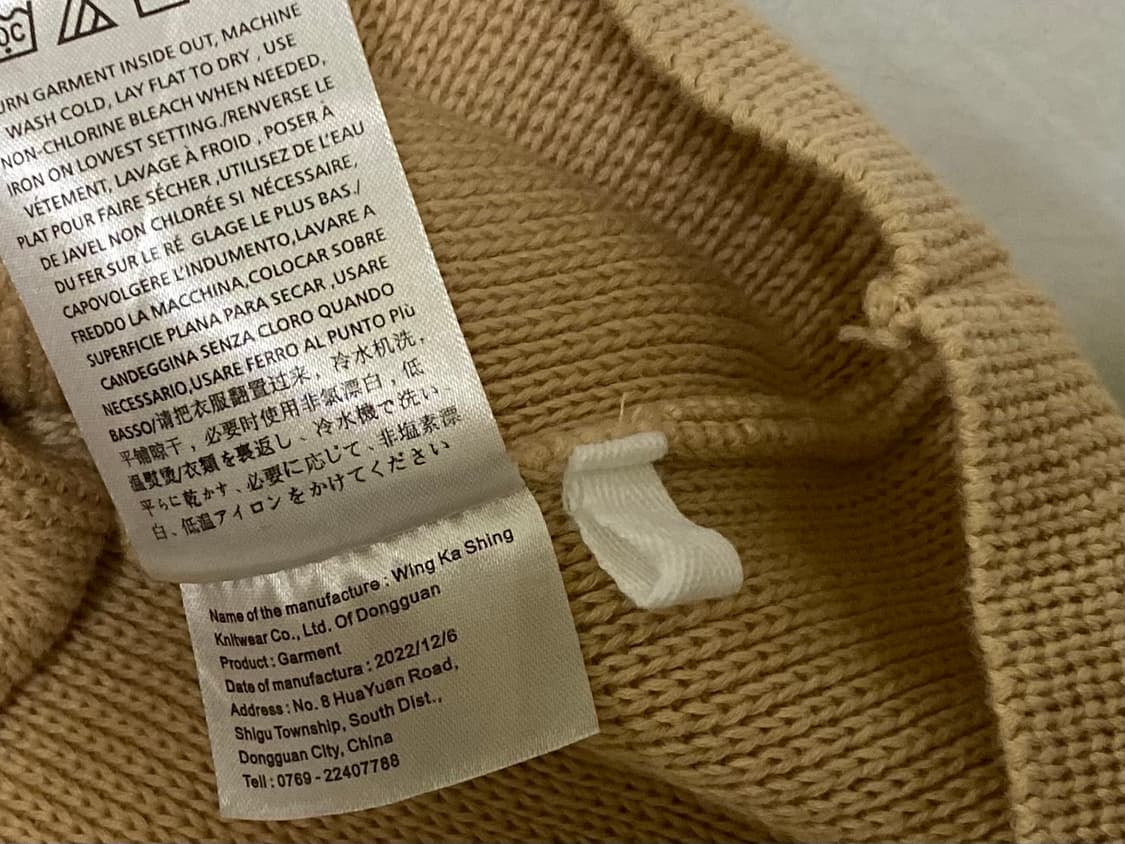 URN GARMENT INSIDE OUT, MACHINE
WASH COLD, LAY FLAT TO DRY , USE
NON-CHLORINE BLEACH WHEN NEEDED,
IRON ON LOWEST SETTING./RENVERSE LE
VÉTEMENT, LAVAGE À FROID , POSER À
PLAT POUR FAIRE SÉCHER ,UTILISEZ DE L'EAU
DE JAVEL NON CHLORÉE SI NÉCESSAIRE,
DU FER SUR LE RÉ GLAGE LE PLUS BAS./
CAPOVOLGERE L'INDUMENTO,LAVARE A
FREDDO LA MACCHINA,COLOCAR SOBRE
SUPERFICIE PLANA PARA SECAR ,USARE
CANDEGGINA SENZA CLORO QUANDO
NECESSARIO,USARE FERRO AL PUNTO PIù
BASSO/请把衣服翻置过来，冷水机洗，
平铺晾干，必要时使用非氯漂白，低
温熨烫/衣類を裏返し、冷水機で洗い
平らに乾かす、必要に応じて、非塩素漂
白、低温アイロンをかけてください
Name of the manufacture : Wing Ka Shing
Knitwear Co., Ltd. Of Dongguan
Product : Garment
Date of manufactura : 2022/12/6
Address : No. 8 HuaYuan Road,
Shigu Township, South Dist.,
Dongguan City, China
Tell : 0769 - 22407788